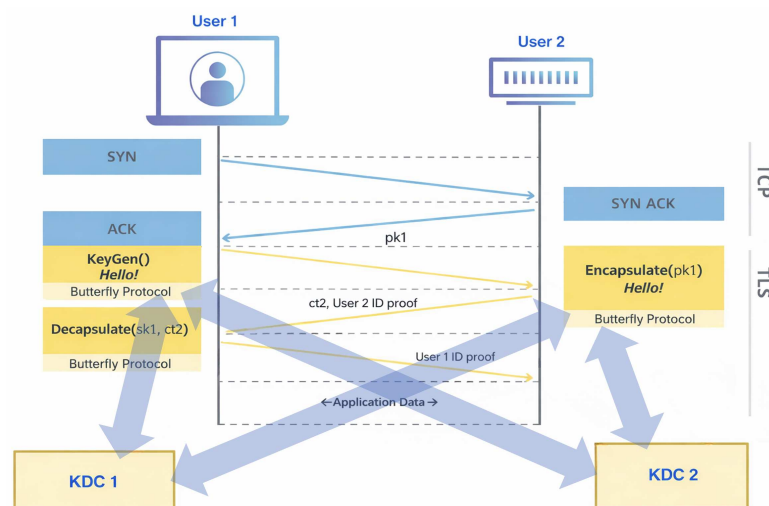 User 1
User 2
SYN
TCP
SYN ACK
ACK
pk1
KeyGen()
Hello!
Butterfly Protocol
TLS
Encapsulate(pk1)
Hello!
Butterfly Protocol
ct2, User 2 ID proof
Decapsulate(sk1, ct2)
Butterfly Protocol
User 1 ID proof
←Application Data→
KDC 1
KDC 2